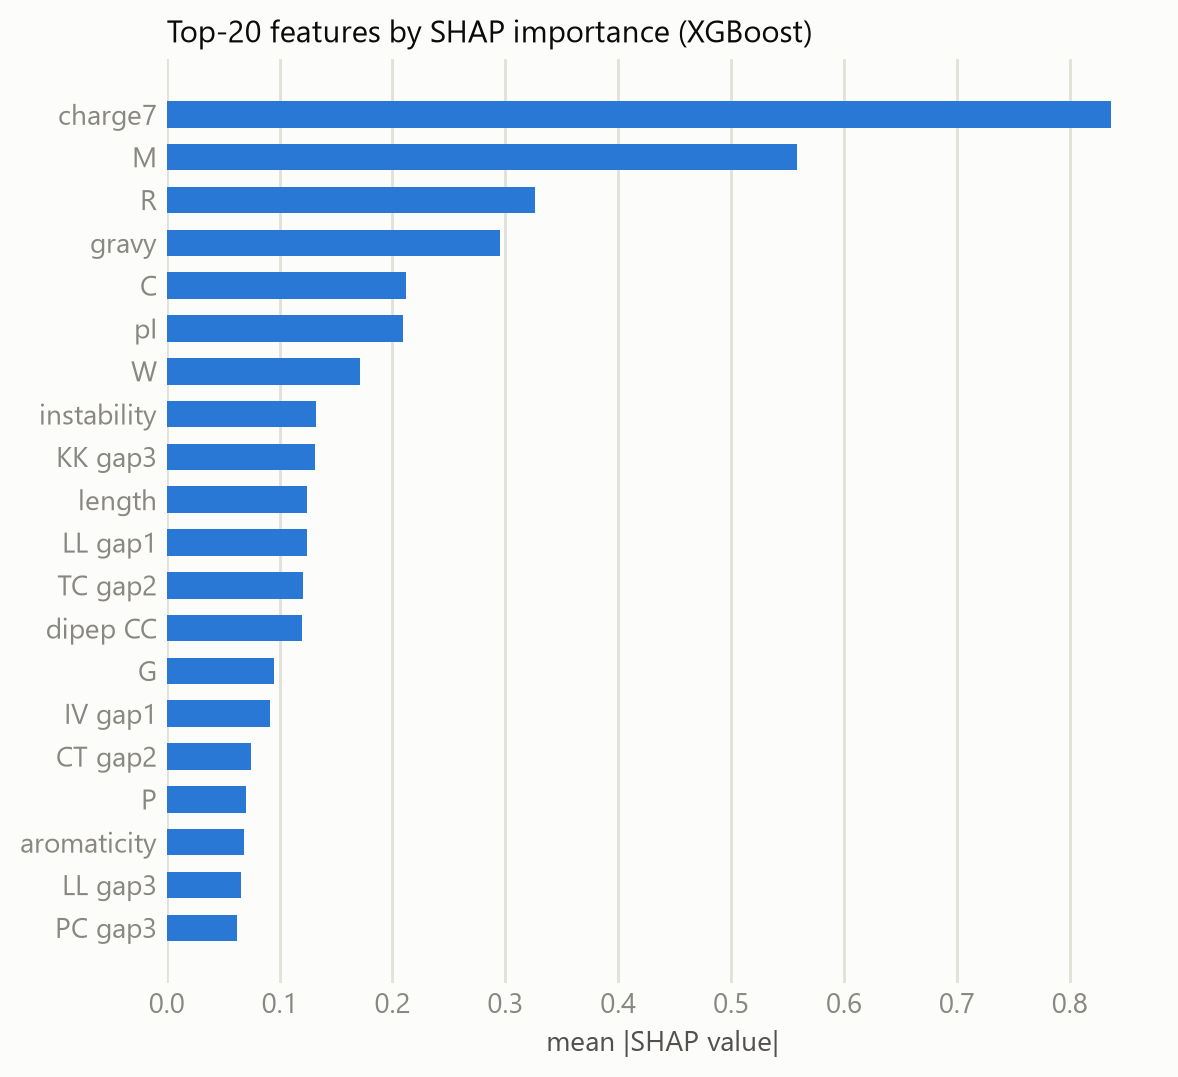 Top-20 features by SHAP importance (XGBoost)
charge7
M
R
gravy
C
pI
W
instability
KK gap3
length
LL gap1
TC gap2
dipep CC
G
IV gap1
CT gap2
P
aromaticity
LL gap3
PC gap3
0.0 0.1 0.2 0.3 0.4 0.5 0.6 0.7 0.8
mean |SHAP value|